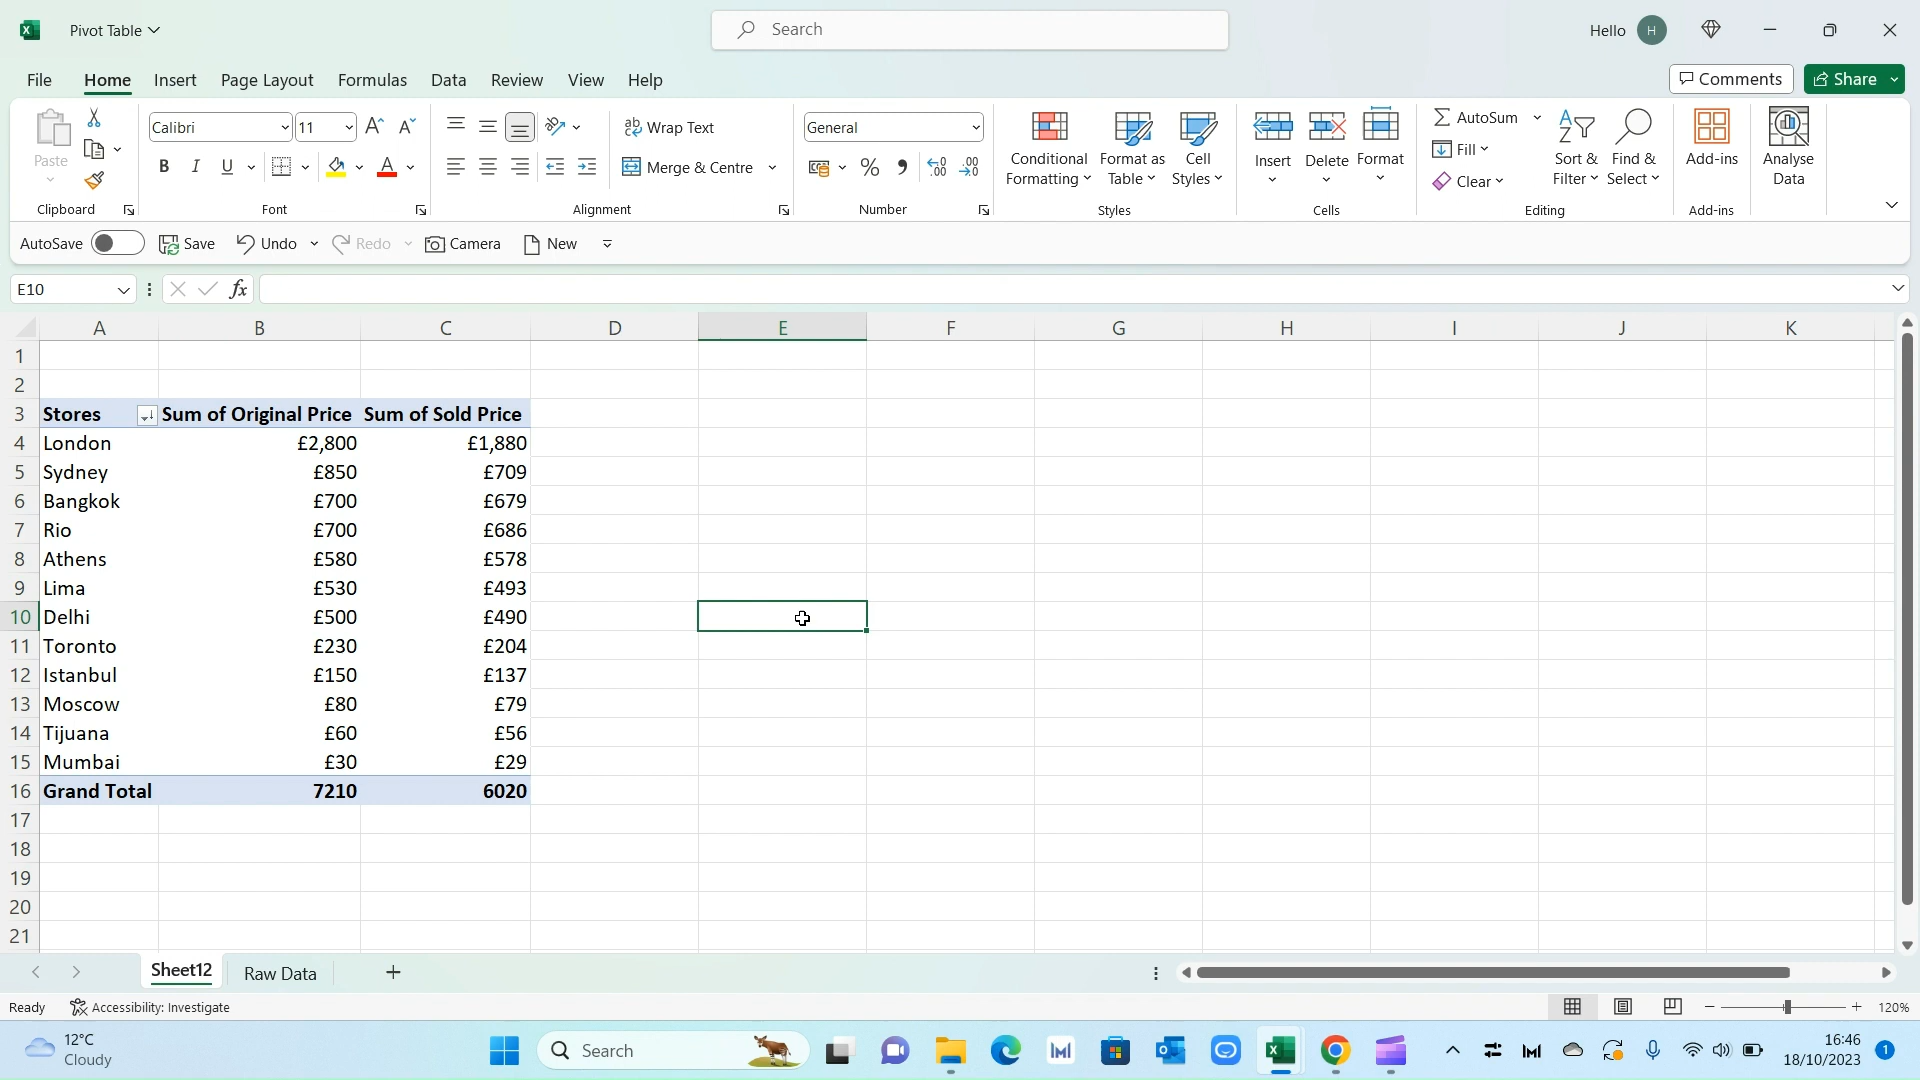 Pivot Table
Search
Hello H
File Home Insert Page Layout Formulas Data Review View Help
Comments Share
Paste
Calibri 11
Wrap Text
General
Conditional Formatting
Format as Table
Cell Styles
Insert Delete Format
AutoSum
Fill
Clear
Sort & Filter
Find & Select
Add-ins
Analyse Data
B I U
Merge & Centre
Clipboard Font Alignment Number Styles Cells Editing Add-ins
AutoSave Save Undo Redo Camera New
E10 fx
A B C D E F G H I J K
1
2
3 Stores Sum of Original Price Sum of Sold Price
4 London £2,800 £1,880
5 Sydney £850 £709
6 Bangkok £700 £679
7 Rio £700 £686
8 Athens £580 £578
9 Lima £530 £493
10 Delhi £500 £490
11 Toronto £230 £204
12 Istanbul £150 £137
13 Moscow £80 £79
14 Tijuana £60 £56
15 Mumbai £30 £29
16 Grand Total 7210 6020
17
18
19
20
21
Sheet12 Raw Data
Ready Accessibility: Investigate 120%
12°C
Cloudy
Search
16:46
18/10/2023
1